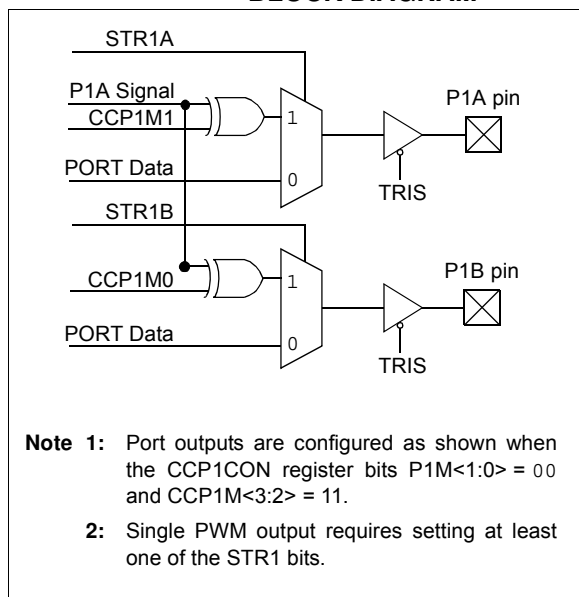 STR1A
P1A Signal
CCP1M1
1
P1A pin
PORT Data
0
TRIS
STR1B
CCP1M0
1
P1B pin
PORT Data
0
TRIS
Note 1: Port outputs are configured as shown when
the CCP1CON register bits P1M<1:0> = 00
and CCP1M<3:2> = 11.
2: Single PWM output requires setting at least
one of the STR1 bits.